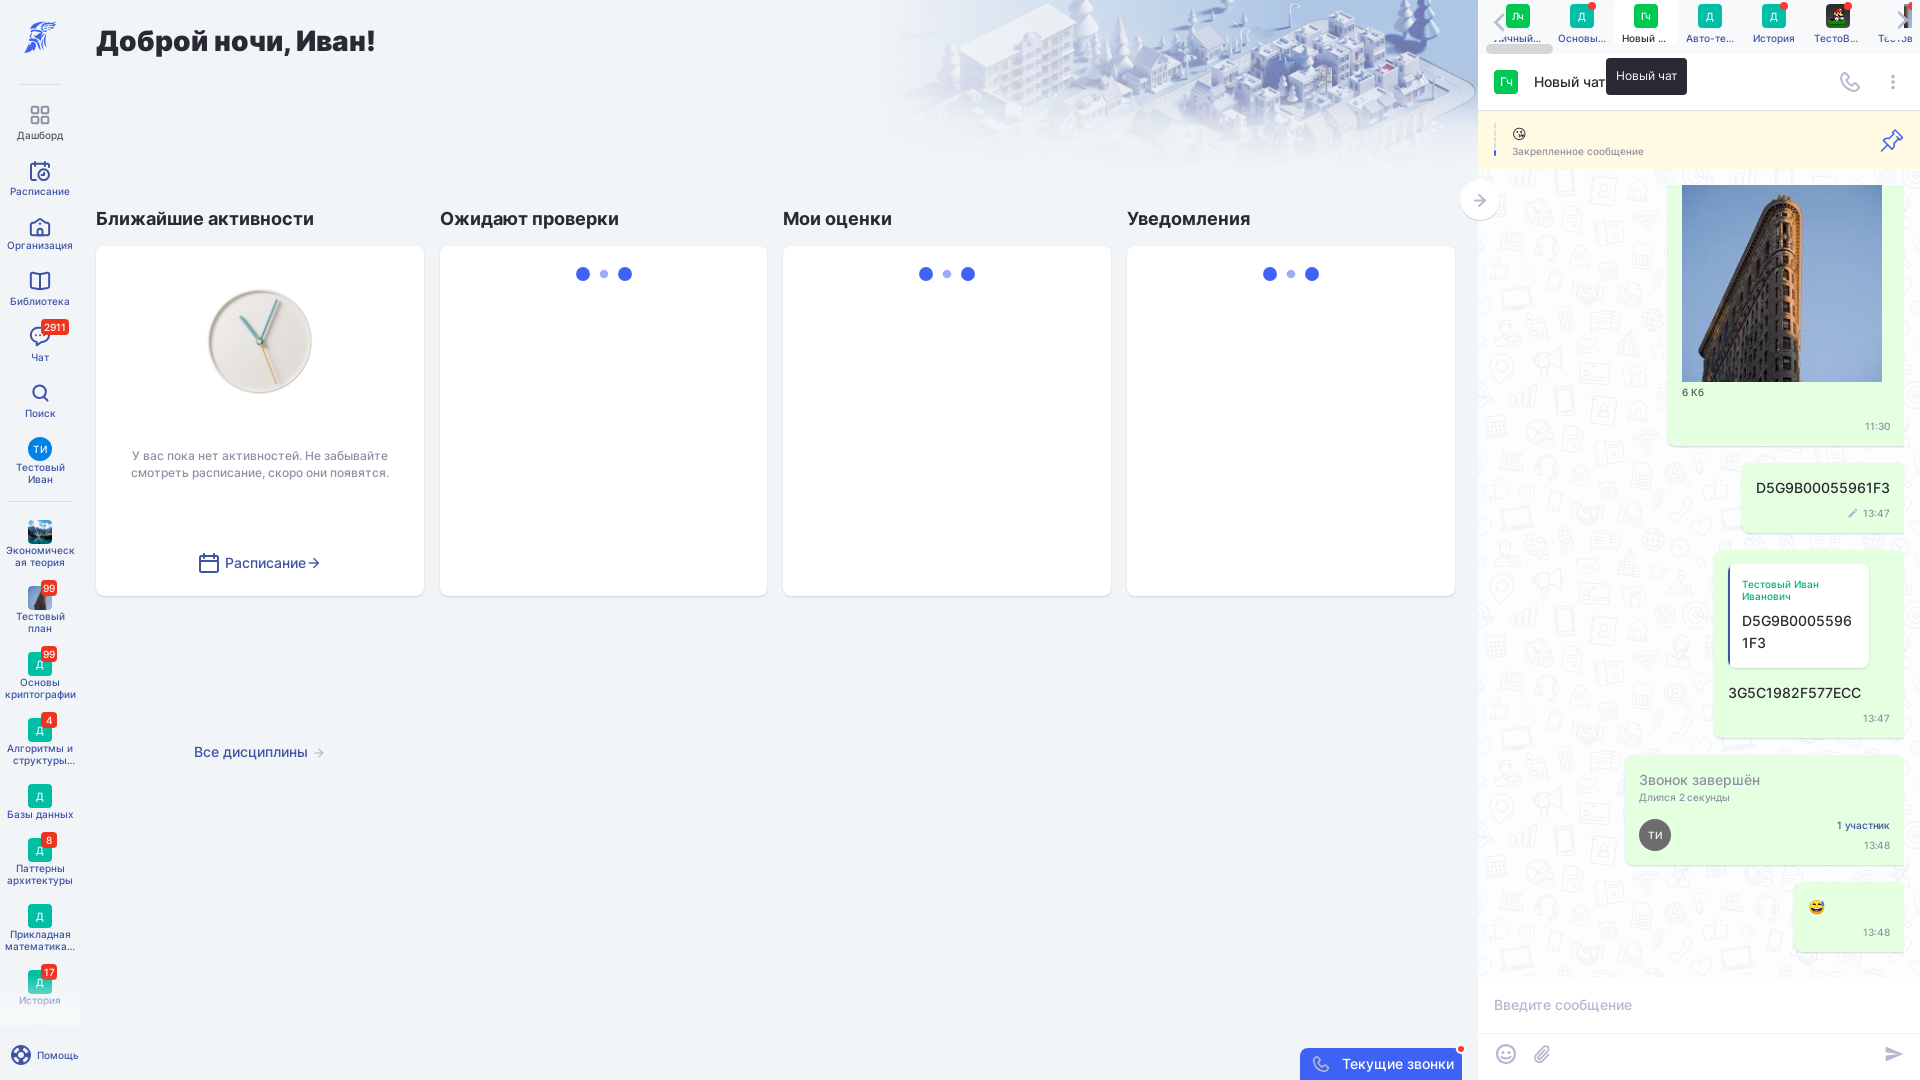 Доброй ночи, Иван!
Дашборд
Расписание
Организация
Библиотека
2911
Чат
Поиск
ТИ
Тестовый
Иван
Экономическ
ая теория
99
Тестовый
план
99
Д
Основы
криптографии
4
Д
Алгоритмы и
структуры...
Д
Базы данных
8
Д
Паттерны
архитектуры
Д
Прикладная
математика...
17
Д
История
Помощь
Ближайшие активности
У вас пока нет активностей. Не забывайте
смотреть расписание, скоро они появятся.
Расписание
Ожидают проверки
Мои оценки
Уведомления
Все дисциплины
Текущие звонки
Лч
Личный...
Д
Основы...
Гч
Новый ...
Д
Авто-те...
Д
История
ТестоВ...
Гч
Новый чат
Новый чат
😘
Закрепленное сообщение
6 Кб
11:30
D5G9B00055961F3
13:47
Тестовый Иван
Иванович
D5G9B0005596
1F3
3G5C1982F577ECC
13:47
Звонок завершён
Длился 2 секунды
ТИ
1 участник
13:48
😅
13:48
Введите сообщение